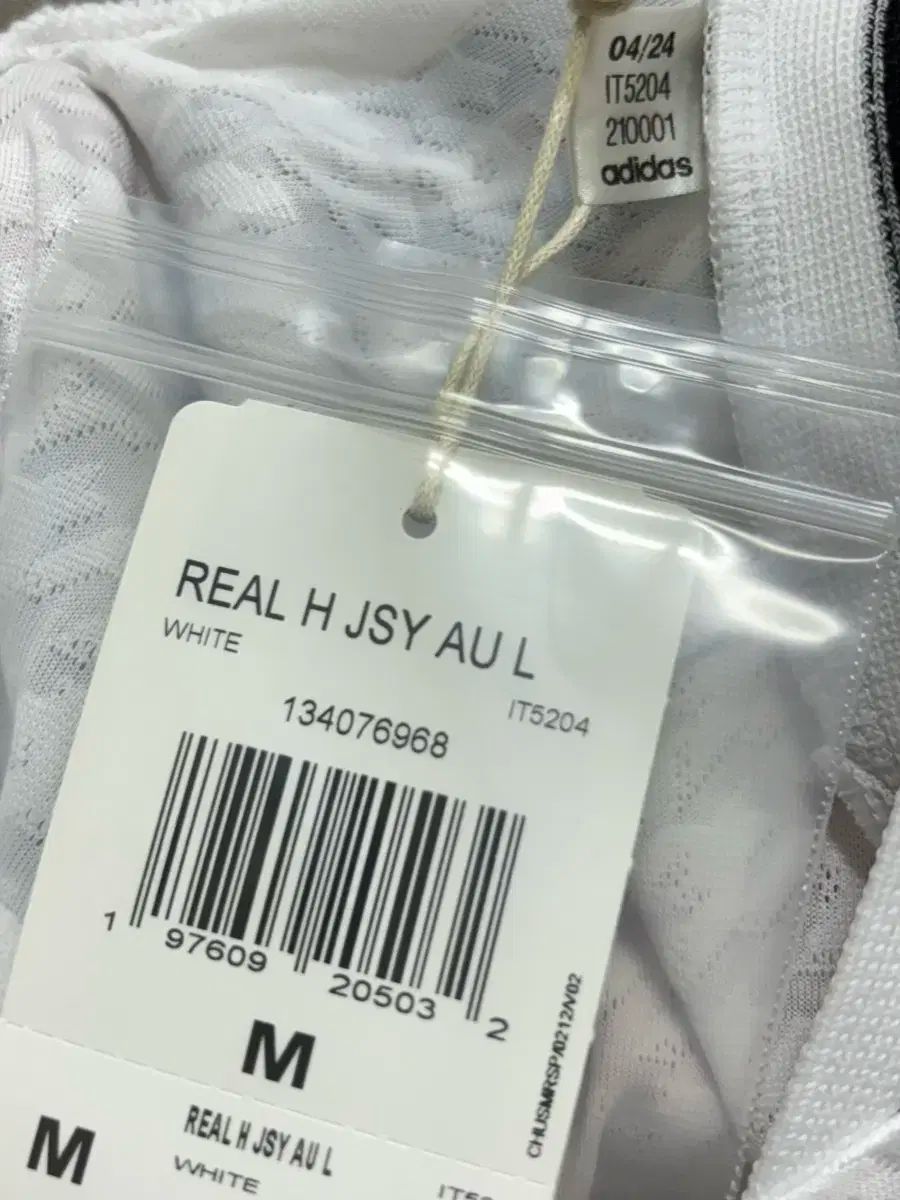 04/24
IT5204
210001
adidas
REAL H JSY AU L
WHITE
IT5204
134076968
1 97609 20503 2
M
CHUSMRSP/0212/V02
M
REAL H JSY AU L
WHITE